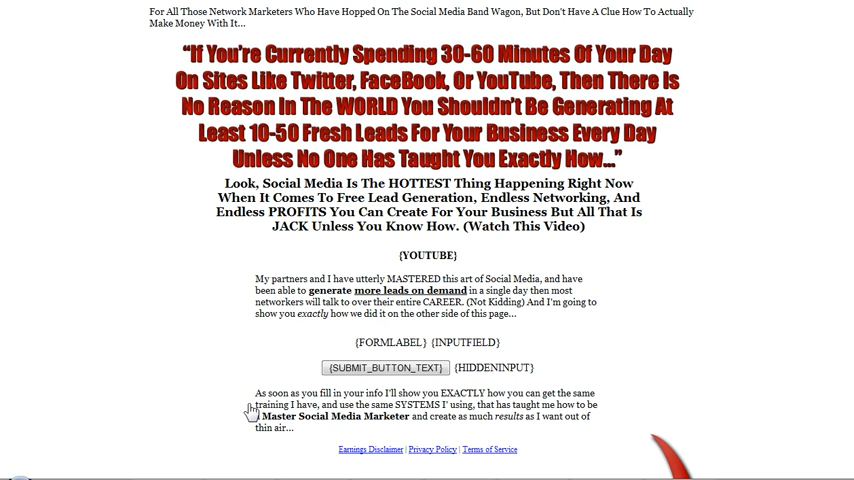 For All Those Network Marketers Who Have Hopped On The Social Media Band Wagon, But Don't Have A Clue How To Actually
Make Money With It...
“If You’re Currently Spending 30-60 Minutes Of Your Day
On Sites Like Twitter, FaceBook, Or YouTube, Then There Is
No Reason In The WORLD You Shouldn’t Be Generating At
Least 10-50 Fresh Leads For Your Business Every Day
Unless No One Has Taught You Exactly How...”
Look, Social Media Is The HOTTEST Thing Happening Right Now
When It Comes To Free Lead Generation, Endless Networking, And
Endless PROFITS You Can Create For Your Business But All That Is
JACK Unless You Know How. (Watch This Video)
{YOUTUBE}
My partners and I have utterly MASTERED this art of Social Media, and have
been able to generate more leads on demand in a single day then most
networkers will talk to over their entire CAREER. (Not Kidding) And I'm going to
show you exactly how we did it on the other side of this page...
{FORMLABEL} {INPUTFIELD}
{SUBMIT_BUTTON_TEXT} {HIDDENINPUT}
As soon as you fill in your info I'll show you EXACTLY how you can get the same
training I have, and use the same SYSTEMS I' using, that has taught me how to be
Master Social Media Marketer and create as much results as I want out of
thin air...
Earnings Disclaimer | Privacy Policy | Terms of Service